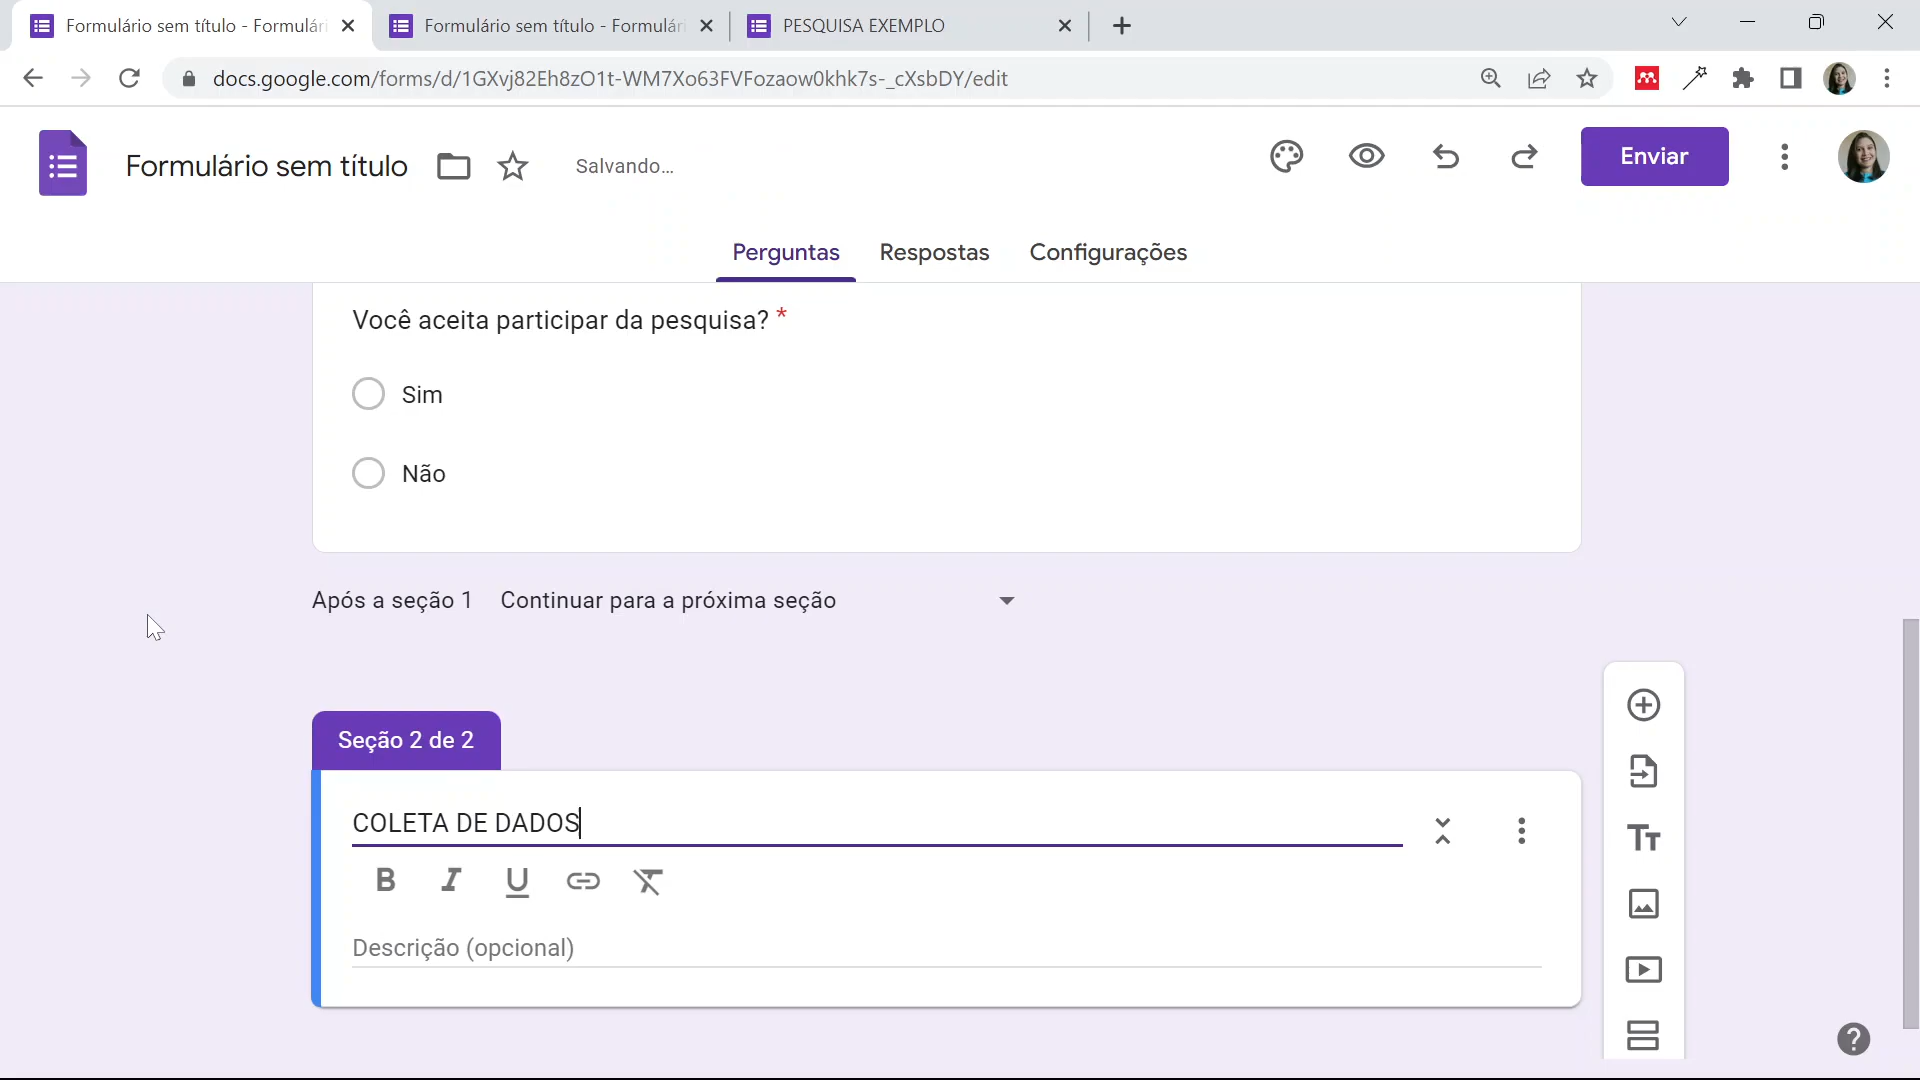 Formulário sem título - Formulári
Formulário sem título - Formulári
PESQUISA EXEMPLO
docs.google.com/forms/d/1GXvj82Eh8zO1t-WM7Xo63FVFozaow0khk7s-_cXsbDY/edit
Formulário sem título
Salvando...
Enviar
Perguntas
Respostas
Configurações
Você aceita participar da pesquisa? *
Sim
Não
Após a seção 1 Continuar para a próxima seção
Seção 2 de 2
COLETA DE DADOS
B I U
Descrição (opcional)